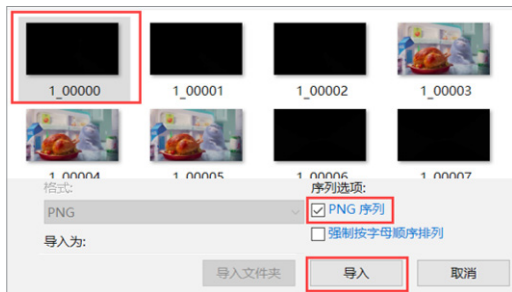 1_00000
1_00001
1_00002
1_00003
1_00004
1_00005
1_00006
1_00007
格式:
序列选项:
PNG
PNG 序列
强制按字母顺序排列
导入为:
导入文件夹
导入
取消